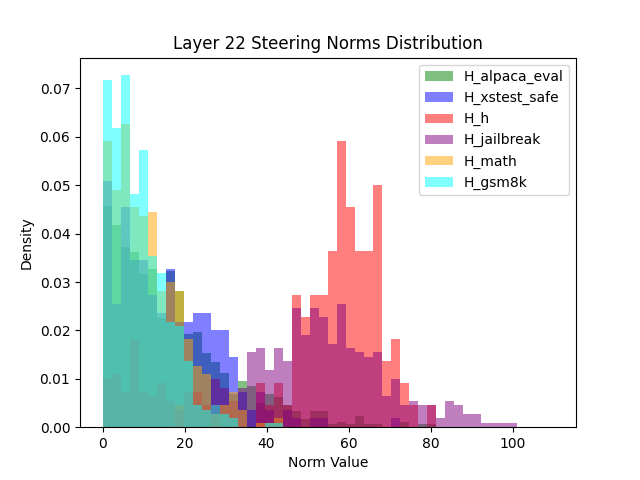 Layer 22 Steering Norms Distribution
H_alpaca_eval
H_xstest_safe
H_h
H_jailbreak
H_math
H_gsm8k
Density
0.07
0.06
0.05
0.04
0.03
0.02
0.01
0.00
0 20 40 60 80 100
Norm Value